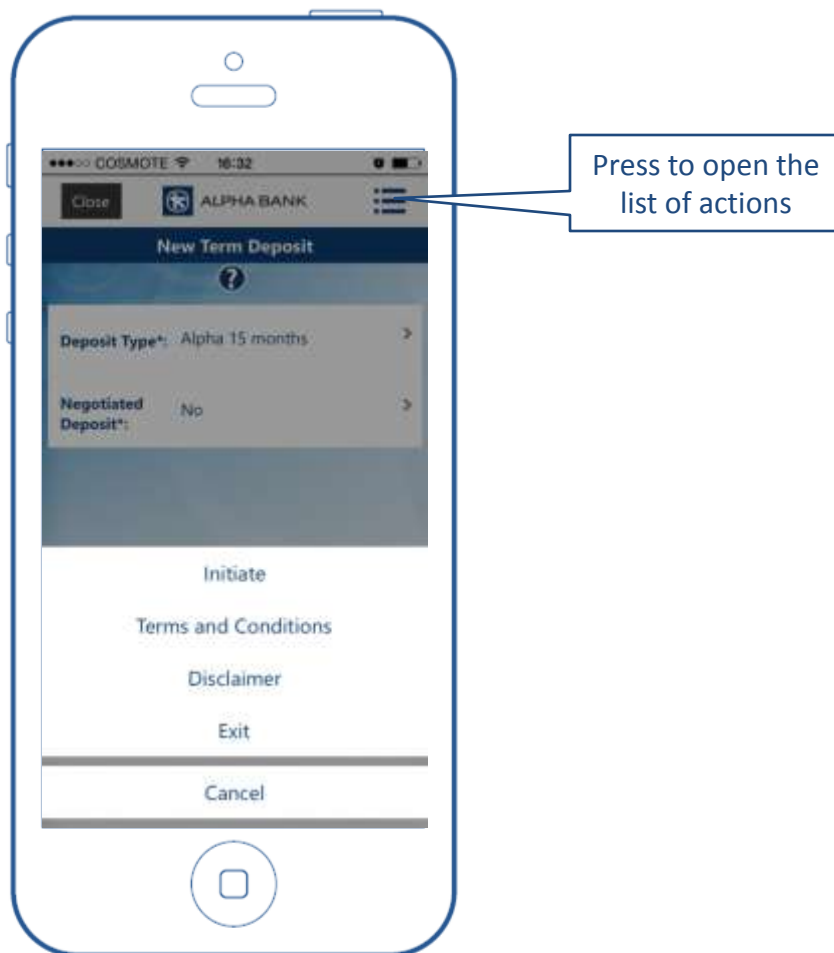 COSMOTE 16:32
Close ALPHA BANK
New Term Deposit
?
Deposit Type*: Alpha 15 months
Negotiated
Deposit*: No
Initiate
Terms and Conditions
Disclaimer
Exit
Cancel
Press to open the
list of actions